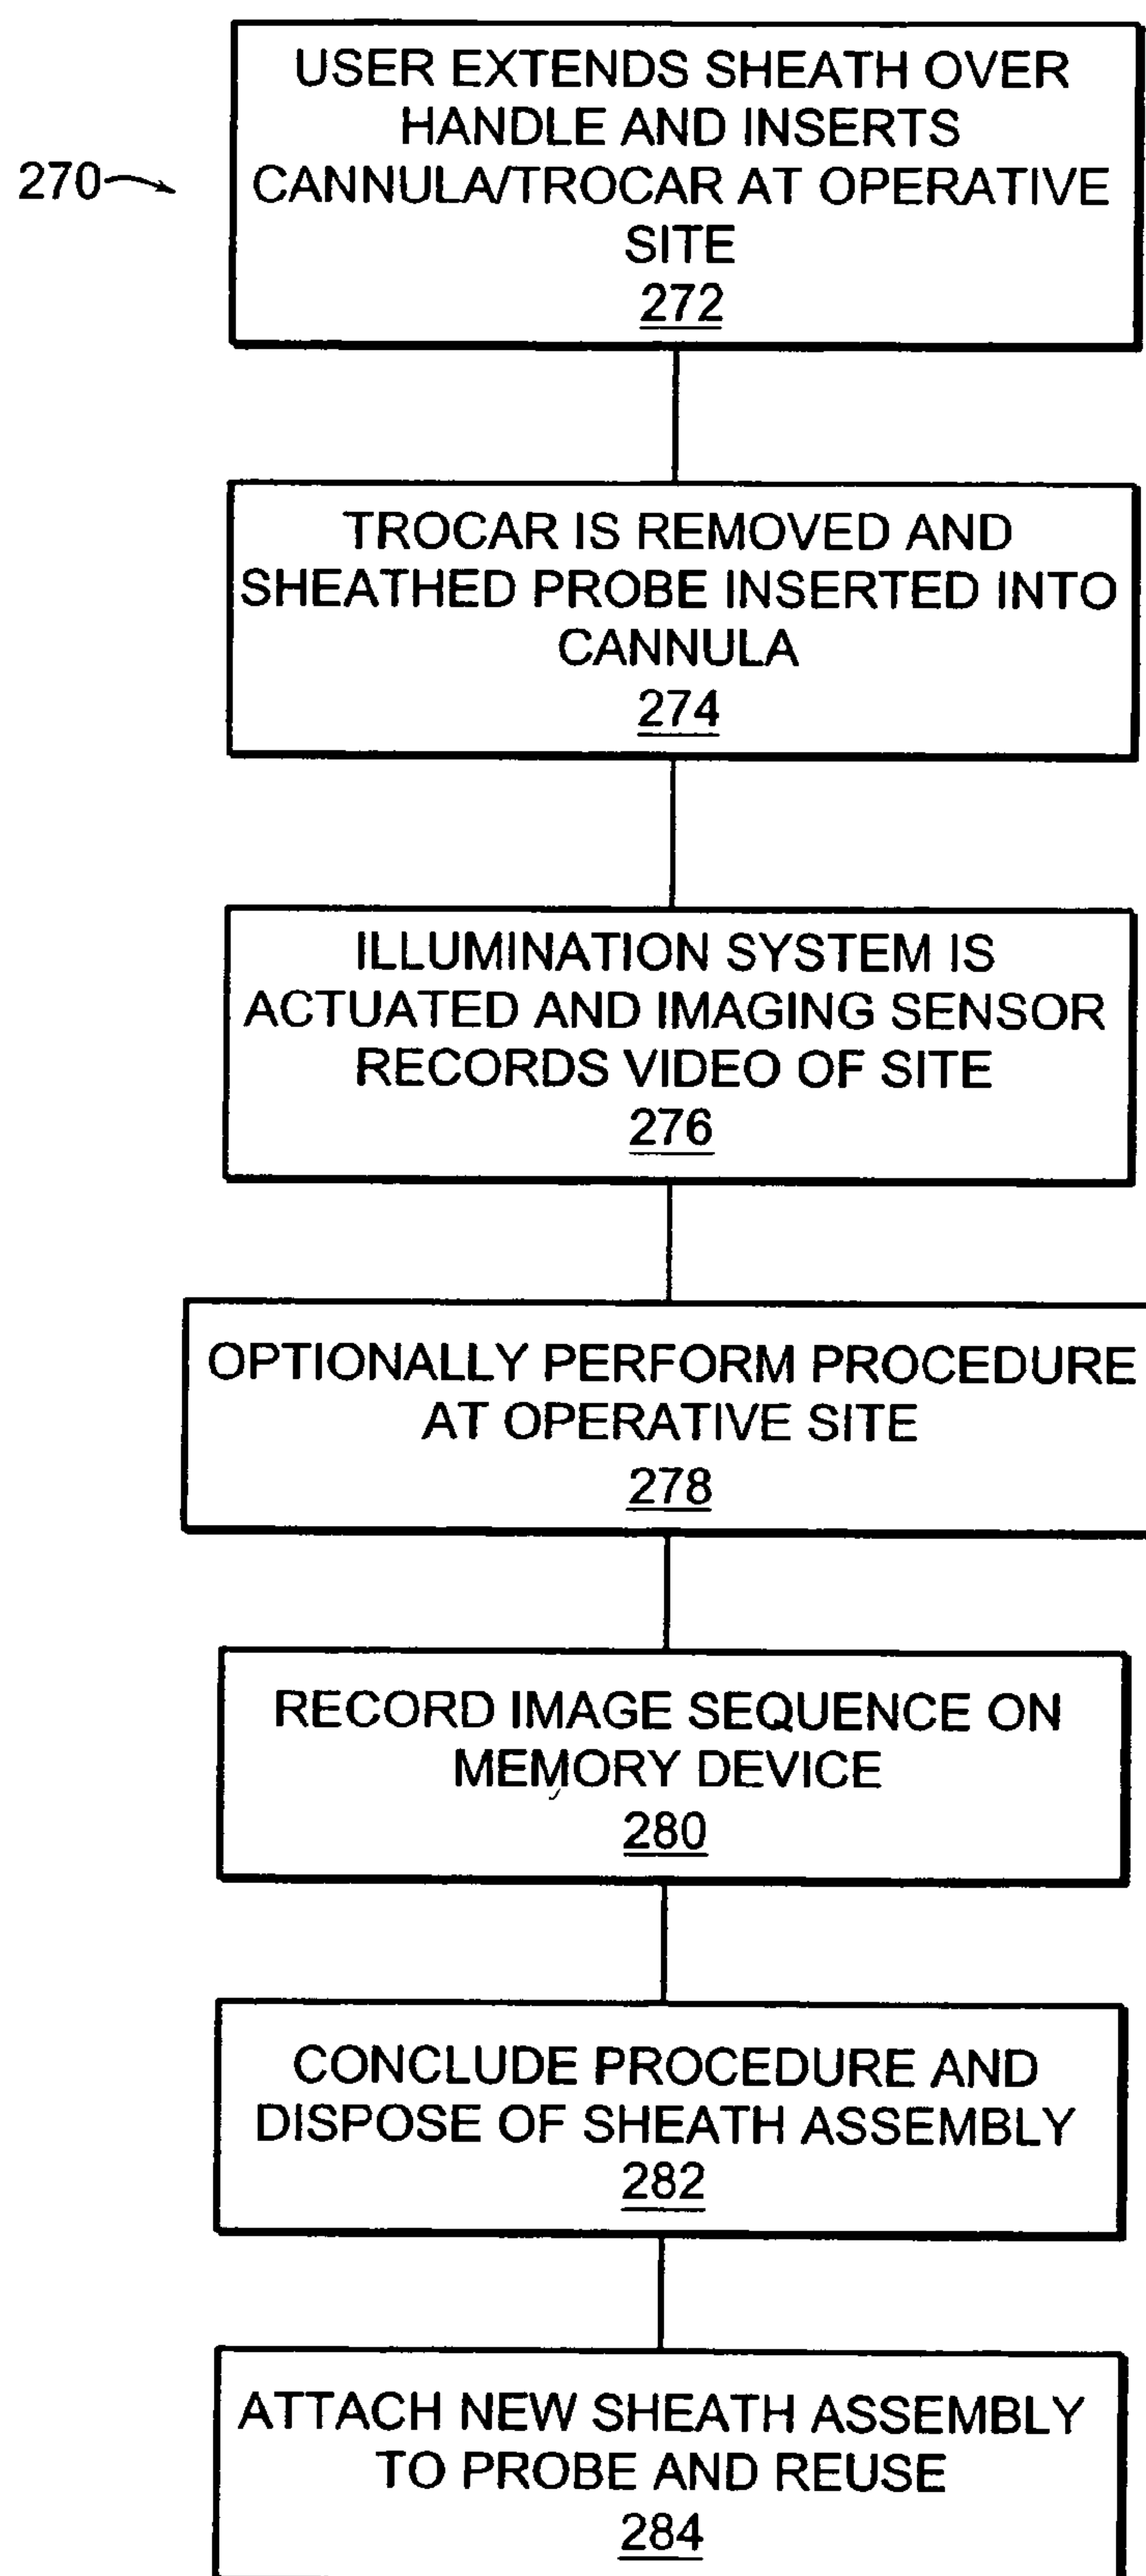 USER EXTENDS SHEATH OVER
HANDLE AND INSERTS
270
CANNULA/TROCAR AT OPERATIVE
SITE
272
TROCAR IS REMOVED AND
SHEATHED PROBE INSERTED INTO
CANNULA
274
ILLUMINATION SYSTEM IS
ACTUATED AND IMAGING SENSOR
RECORDS VIDEO OF SITE
276
OPTIONALLY PERFORM PROCEDURE
AT OPERATIVE SITE
278
RECORD IMAGE SEQUENCE ON
MEMORY DEVICE
280
CONCLUDE PROCEDURE AND
DISPOSE OF SHEATH ASSEMBLY
282
ATTACH NEW SHEATH ASSEMBLY
TO PROBE AND REUSE
284